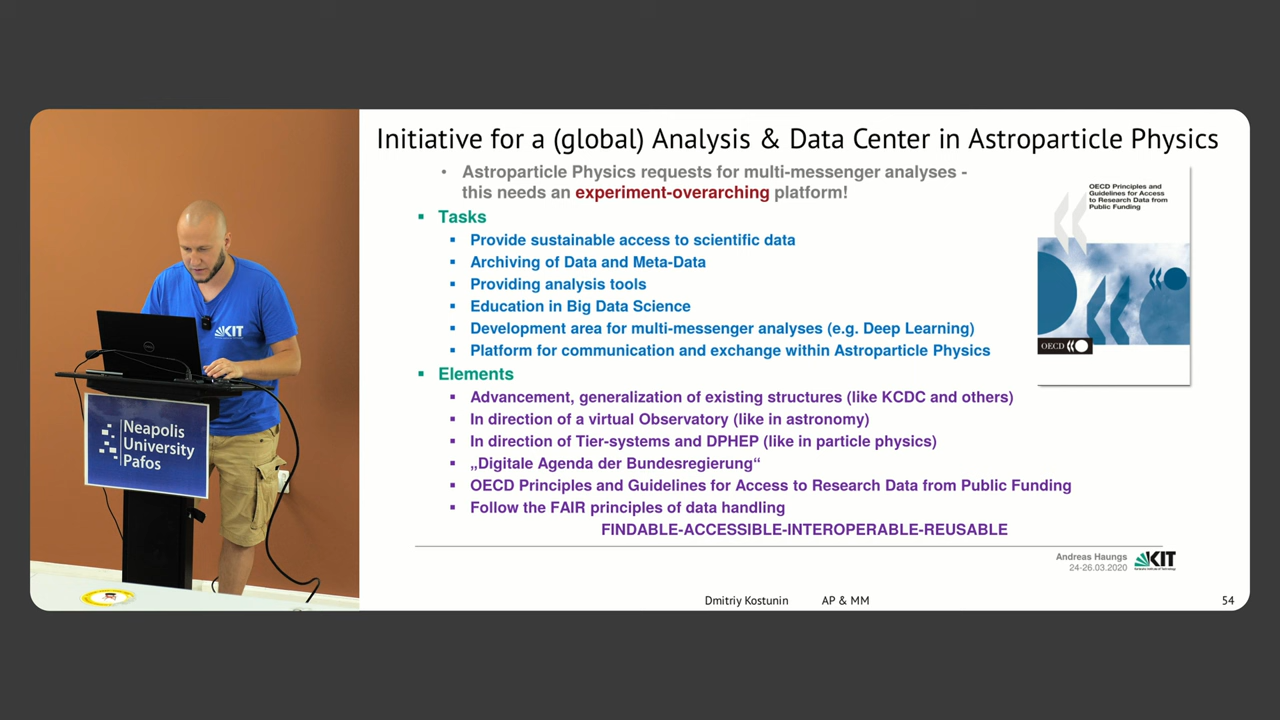 Initiative for a (global) Analysis & Data Center in Astroparticle Physics
• Astroparticle Physics requests for multi-messenger analyses -
this needs an experiment-overarching platform!
▪ Tasks
▪ Provide sustainable access to scientific data
▪ Archiving of Data and Meta-Data
▪ Providing analysis tools
▪ Education in Big Data Science
▪ Development area for multi-messenger analyses (e.g. Deep Learning)
▪ Platform for communication and exchange within Astroparticle Physics
▪ Elements
▪ Advancement, generalization of existing structures (like KCDC and others)
▪ In direction of a virtual Observatory (like in astronomy)
▪ In direction of Tier-systems and DPHEP (like in particle physics)
▪ „Digitale Agenda der Bundesregierung“
▪ OECD Principles and Guidelines for Access to Research Data from Public Funding
▪ Follow the FAIR principles of data handling
FINDABLE-ACCESSIBLE-INTEROPERABLE-REUSABLE
OECD Principles and
Guidelines for Access
to Research Data from
Public Funding
OECD
Andreas Haungs
24-26.03.2020
KIT
Dmitriy Kostunin AP & MM 54
KIT
DELL
Neapolis
University
Pafos